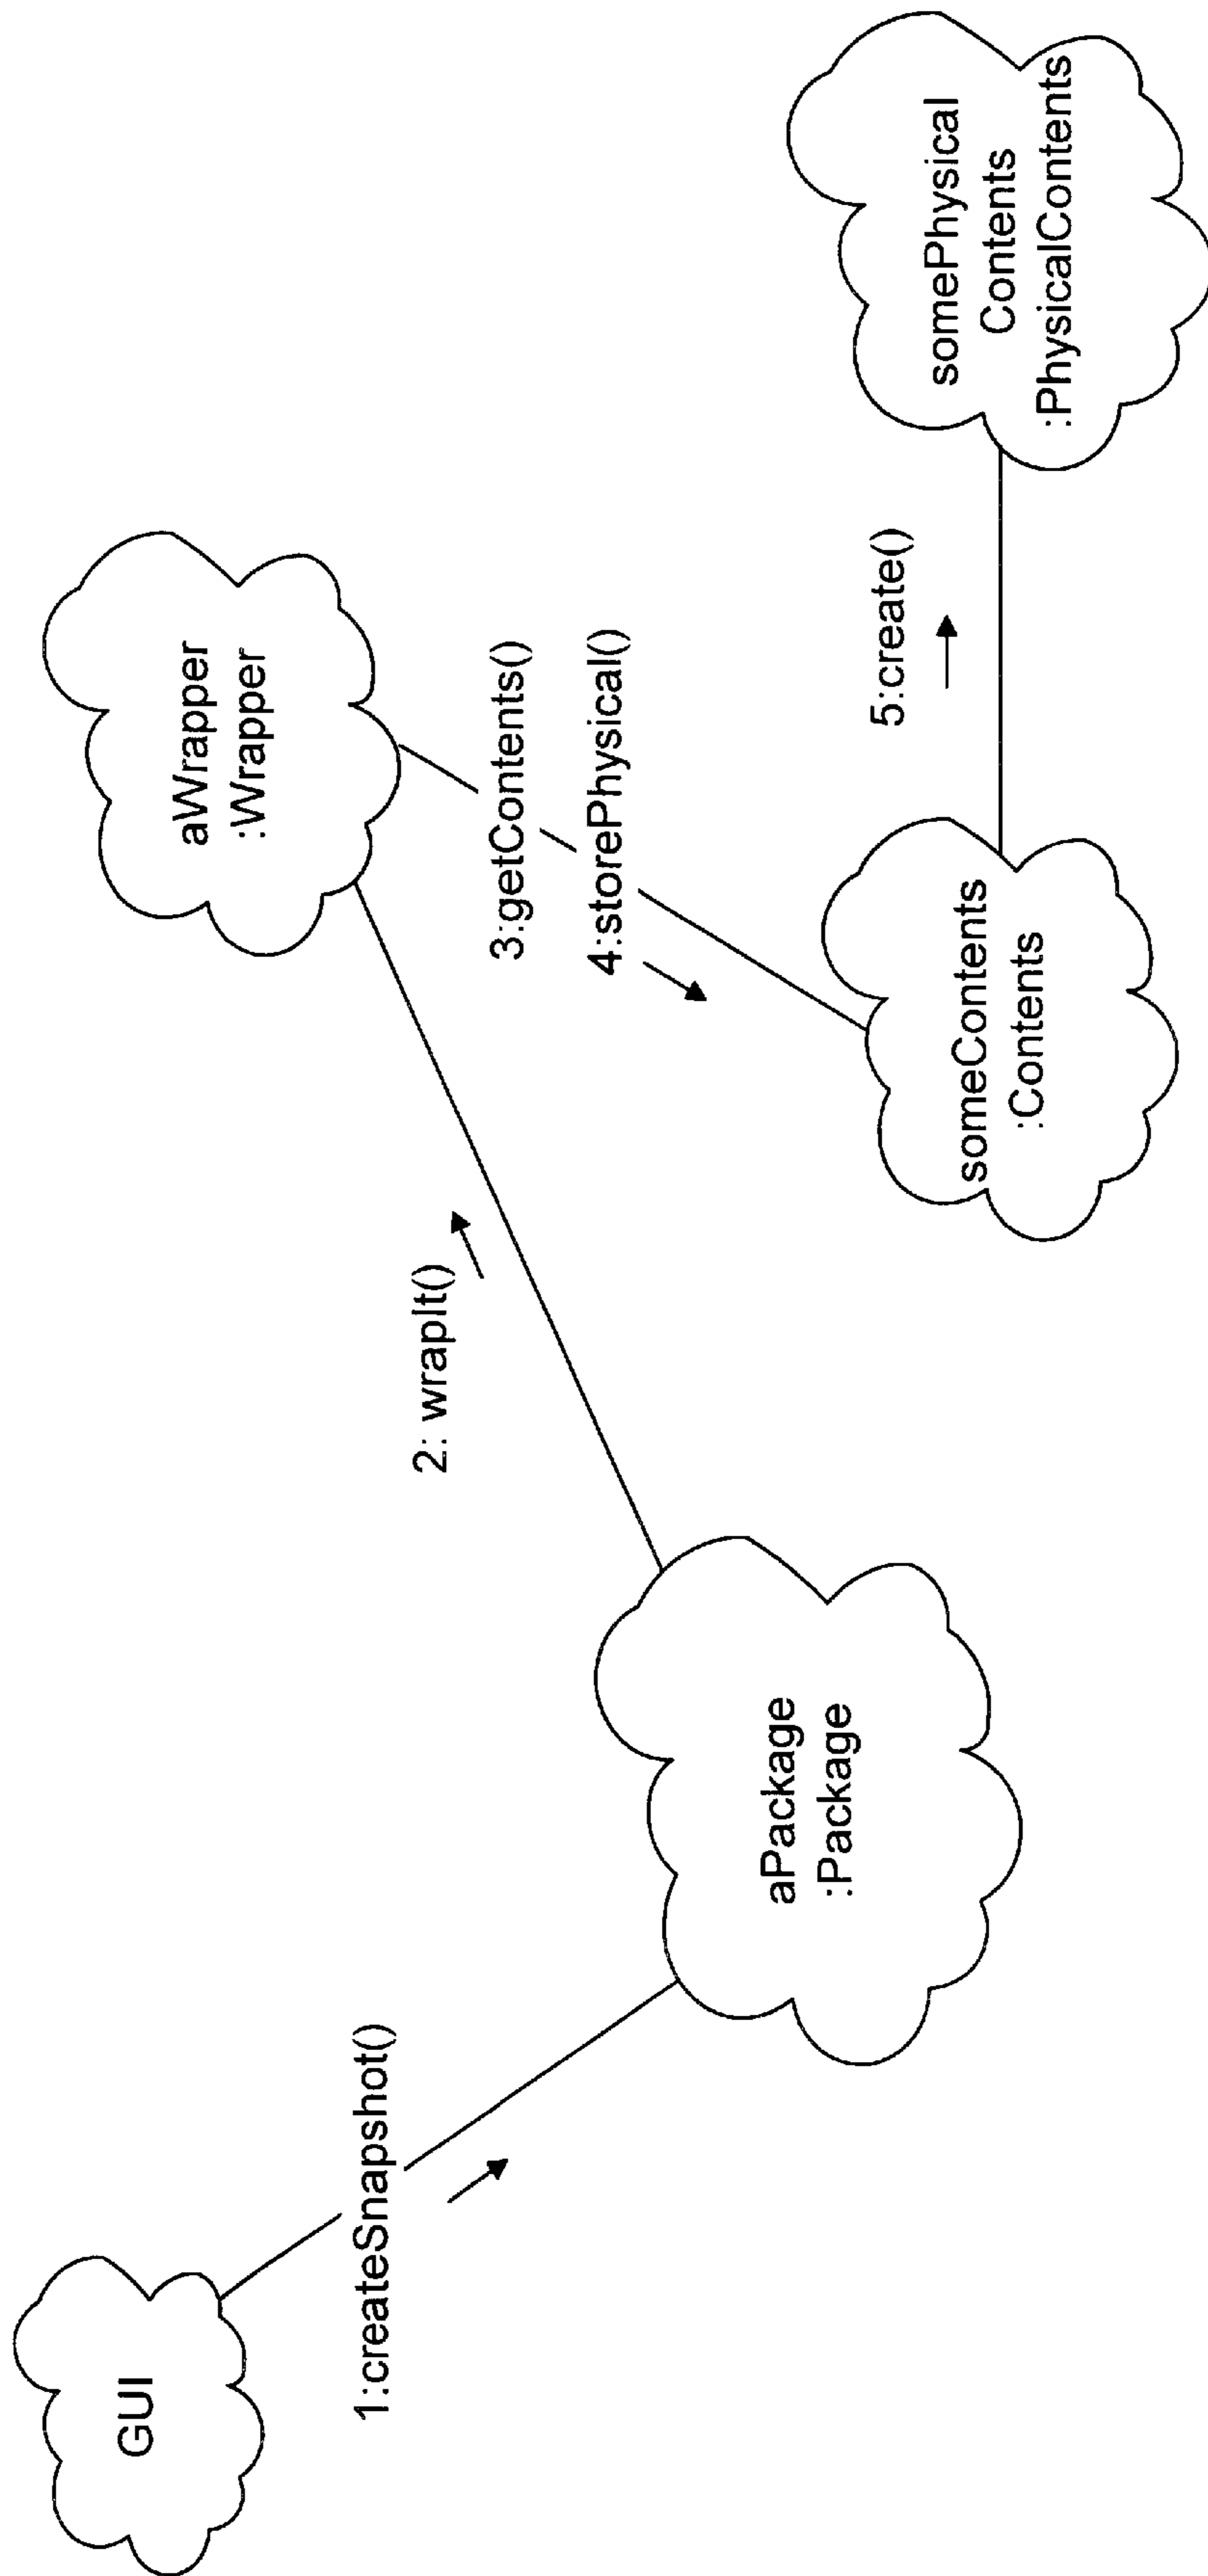 GUI
1:createSnapshot()
aPackage
:Package
2: wrapIt()
aWrapper
:Wrapper
3:getContents()
4:storePhysical()
someContents
:Contents
5:create()
somePhysical
Contents
:PhysicalContents